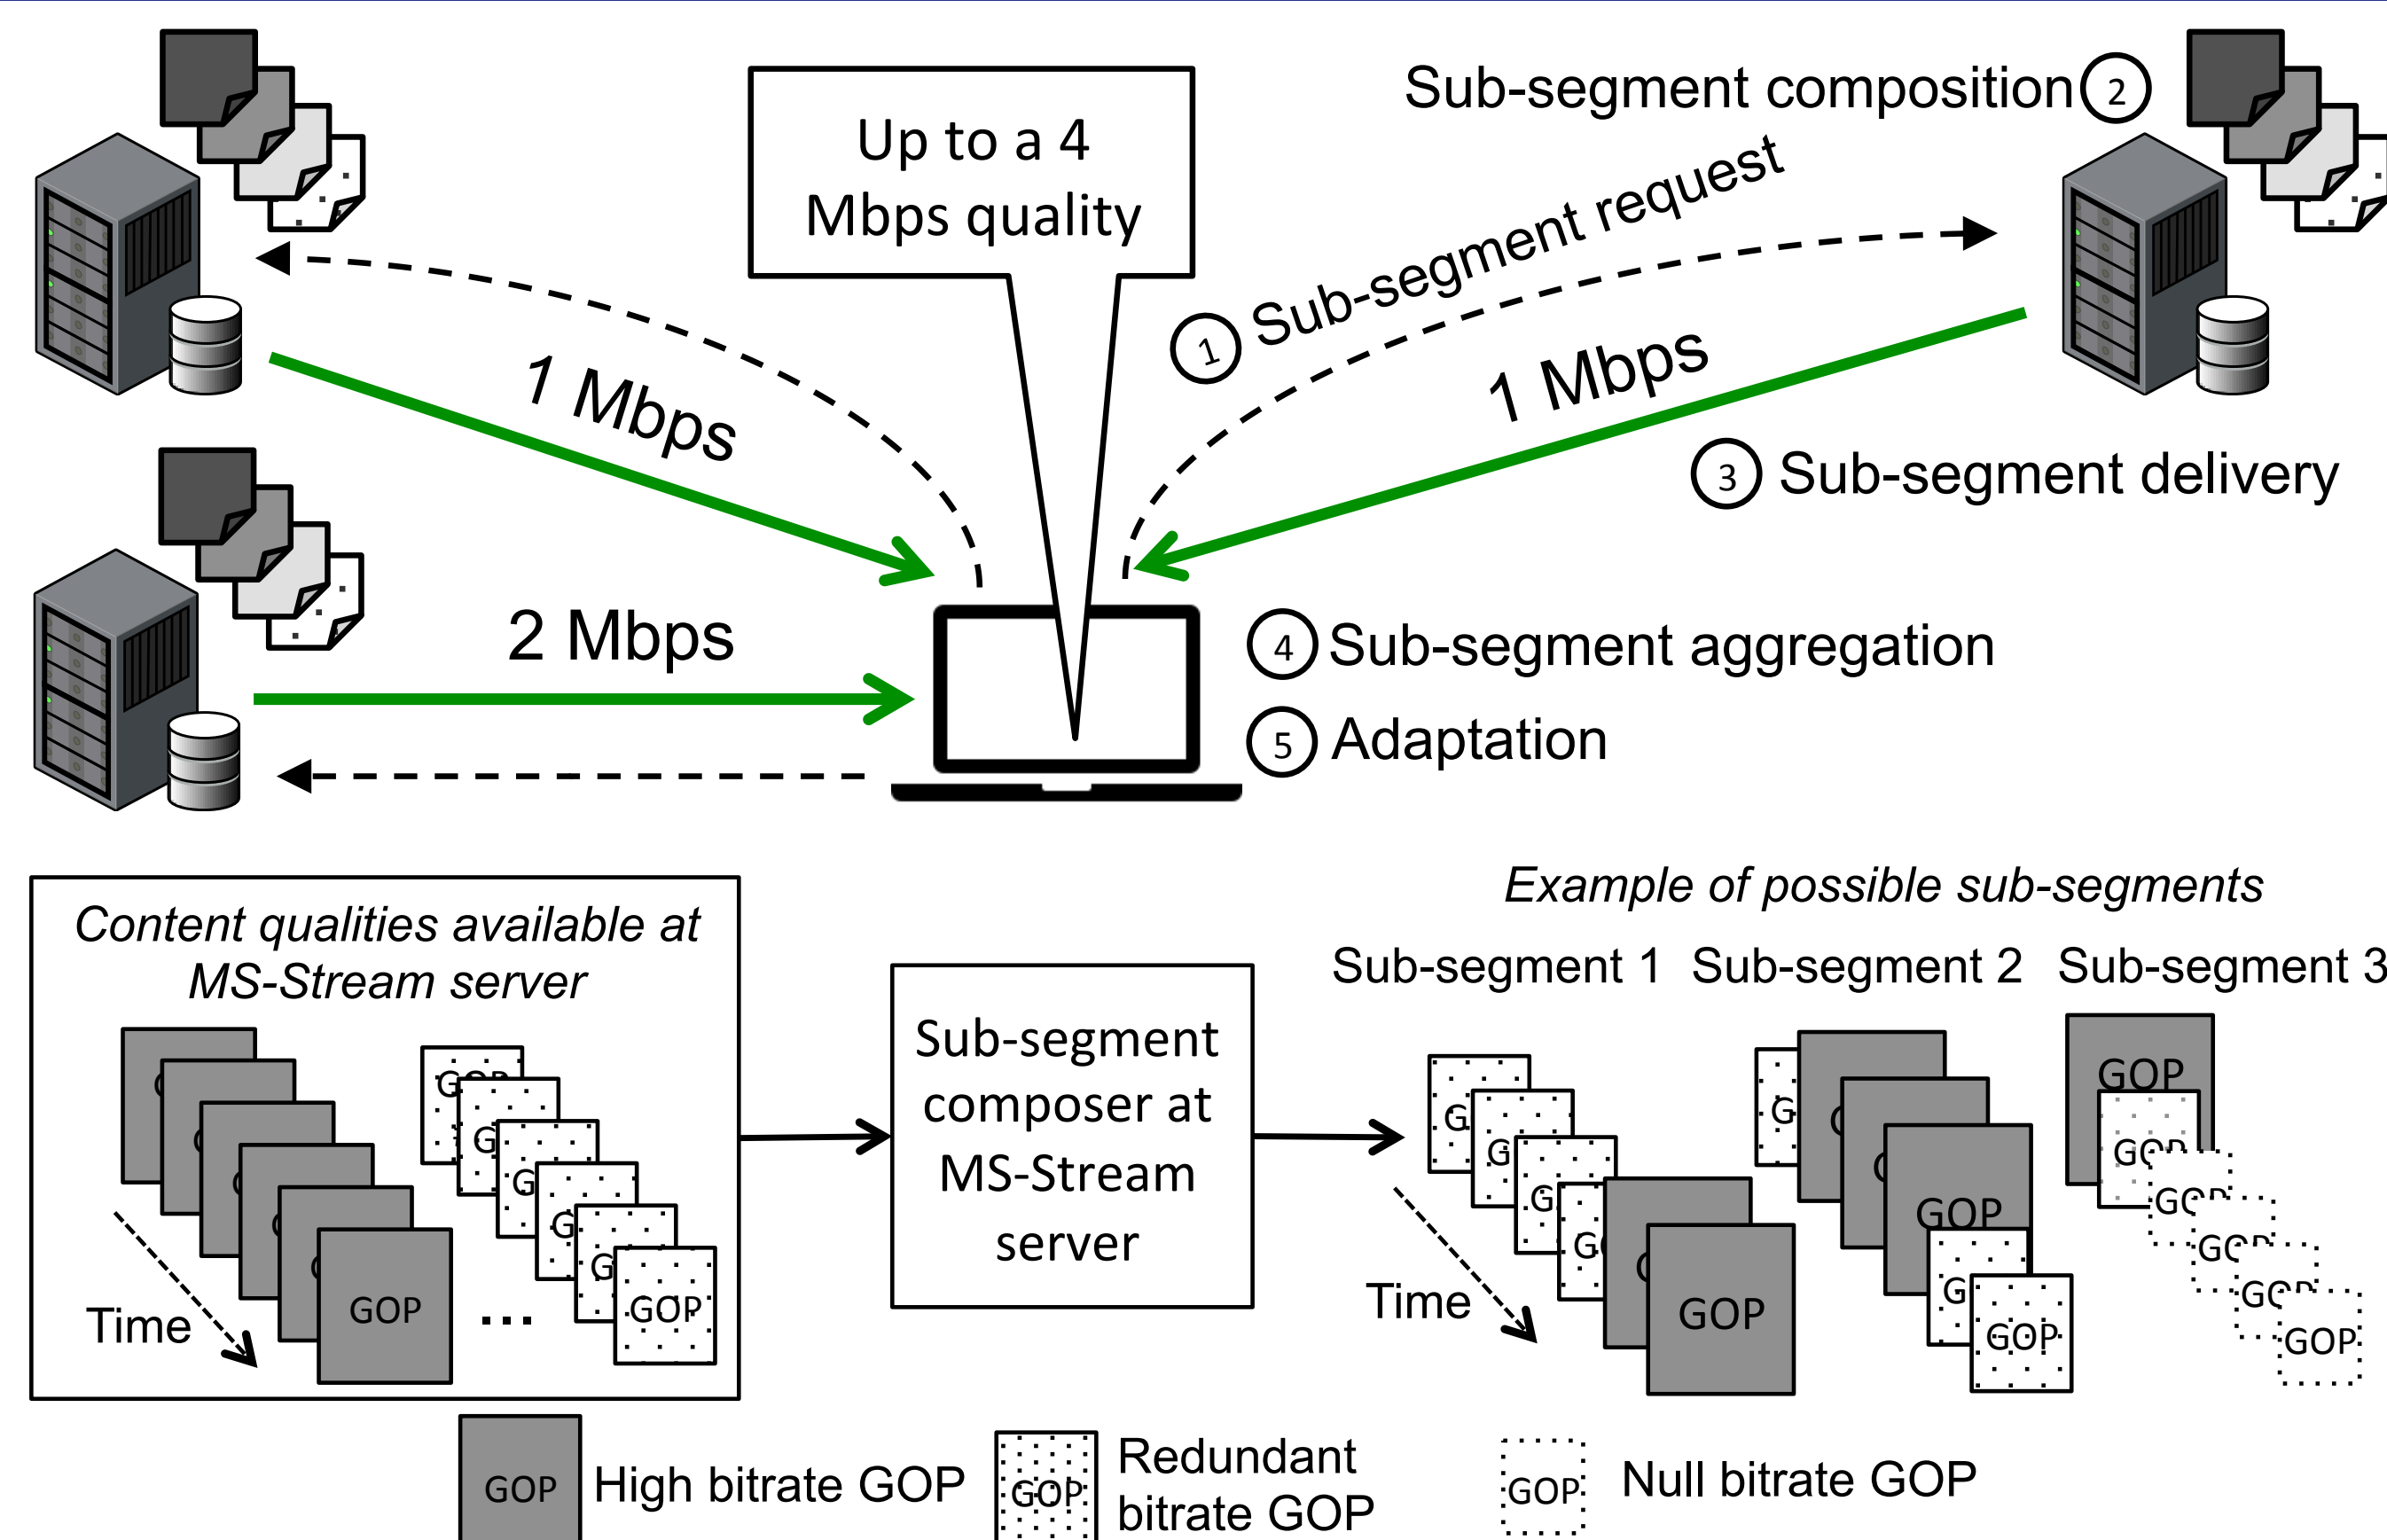 Up to a 4
Mbps quality
Sub-segment composition 2
1 Sub-segment request
1 Mbps
1 Mbps
3 Sub-segment delivery
2 Mbps
4 Sub-segment aggregation
5 Adaptation
Content qualities available at
MS-Stream server
GOP
GOP
...
GOP
Time
Sub-segment
composer at
MS-Stream
server
Example of possible sub-segments
Sub-segment 1 Sub-segment 2 Sub-segment 3
GOP
GOP
GOP
GOP
GOP
GOP
Time
GOP High bitrate GOP
GOP Redundant
bitrate GOP
GOP Null bitrate GOP